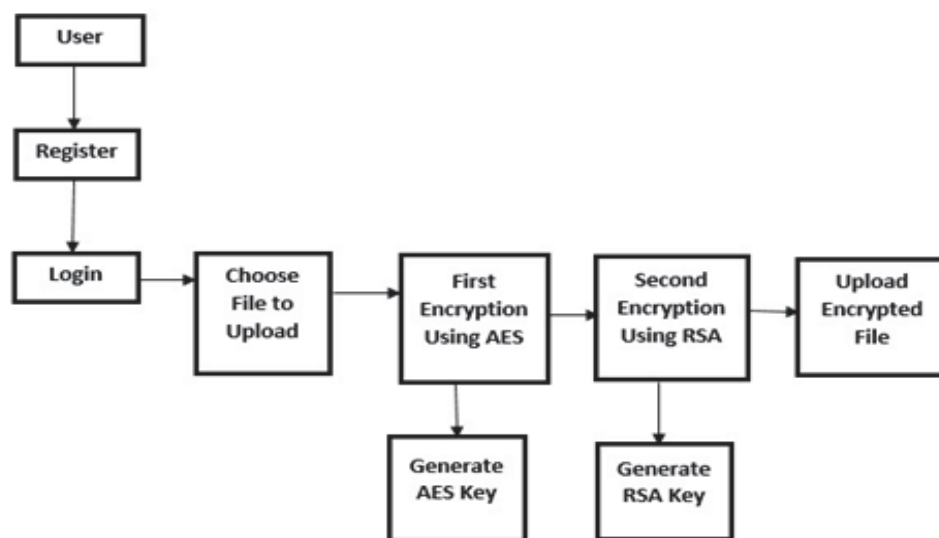 User
Register
Login
Choose
File to
Upload
First
Encryption
Using AES
Second
Encryption
Using RSA
Upload
Encrypted
File
Generate
AES Key
Generate
RSA Key